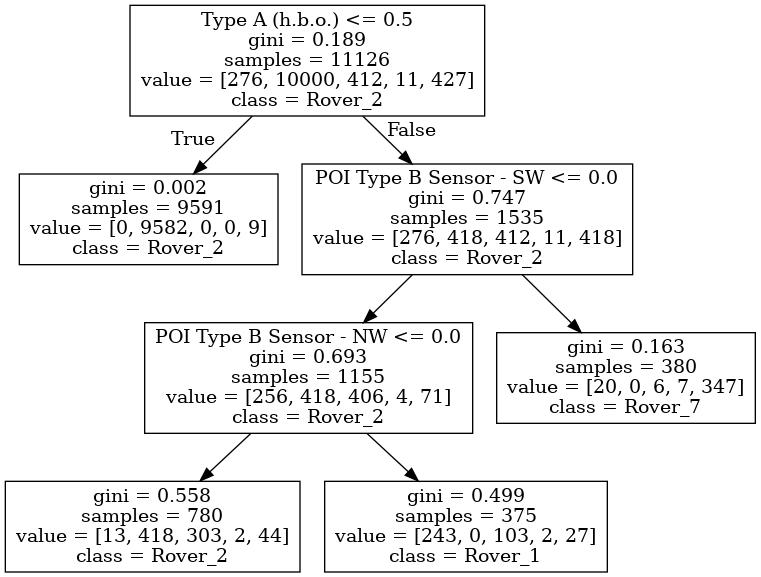 Type A (h.b.o.) <= 0.5
gini = 0.189
samples = 11126
value = [276, 10000, 412, 11, 427]
class = Rover_2
True
False
gini = 0.002
samples = 9591
value = [0, 9582, 0, 0, 9]
class = Rover_2
POI Type B Sensor - SW <= 0.0
gini = 0.747
samples = 1535
value = [276, 418, 412, 11, 418]
class = Rover_2
POI Type B Sensor - NW <= 0.0
gini = 0.693
samples = 1155
value = [256, 418, 406, 4, 71]
class = Rover_2
gini = 0.163
samples = 380
value = [20, 0, 6, 7, 347]
class = Rover_7
gini = 0.558
samples = 780
value = [13, 418, 303, 2, 44]
class = Rover_2
gini = 0.499
samples = 375
value = [243, 0, 103, 2, 27]
class = Rover_1